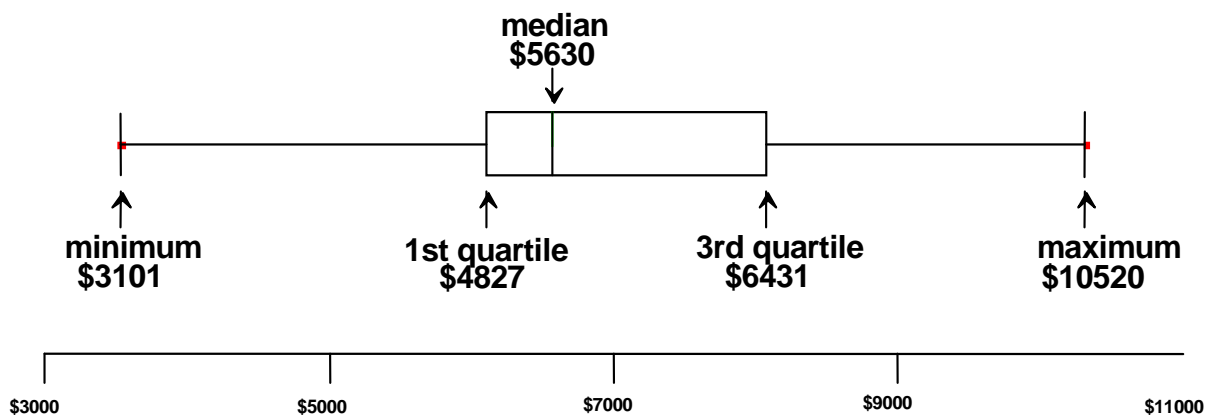 median
$5630
minimum
$3101
1st quartile
$4827
3rd quartile
$6431
maximum
$10520
$3000
$5000
$7000
$9000
$11000